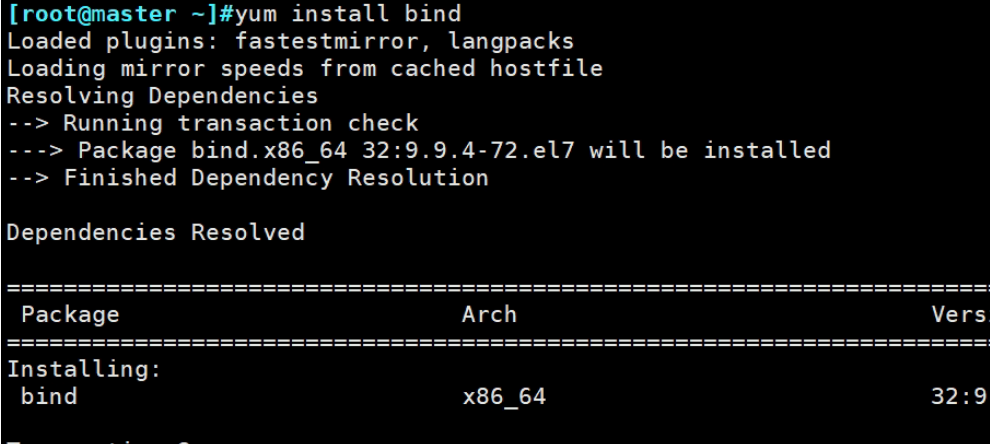 [root@master ~]#yum install bind
Loaded plugins: fastestmirror, langpacks
Loading mirror speeds from cached hostfile
Resolving Dependencies
--> Running transaction check
---> Package bind.x86_64 32:9.9.4-72.el7 will be installed
--> Finished Dependency Resolution
Dependencies Resolved
================================================================================
Package Arch Vers
================================================================================
Installing:
bind x86_64 32:9